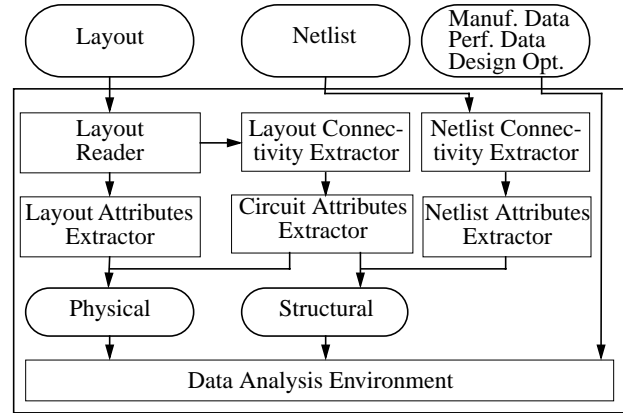 Layout
Netlist
Manuf. Data
Perf. Data
Design Opt.
Layout
Reader
Layout Connec-
tivity Extractor
Netlist Connec-
tivity Extractor
Layout Attributes
Extractor
Circuit Attributes
Extractor
Netlist Attributes
Extractor
Physical
Structural
Data Analysis Environment